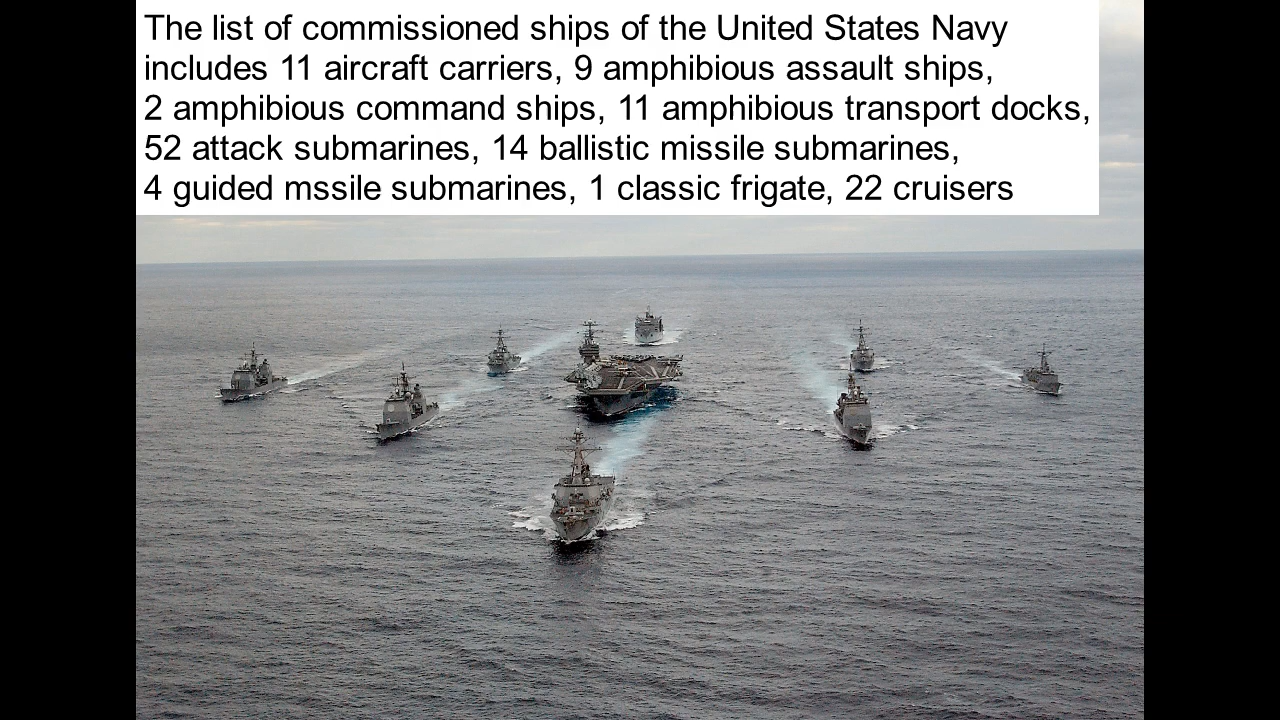 The list of commissioned ships of the United States Navy
includes 11 aircraft carriers, 9 amphibious assault ships,
2 amphibious command ships, 11 amphibious transport docks,
52 attack submarines, 14 ballistic missile submarines,
4 guided mssile submarines, 1 classic frigate, 22 cruisers